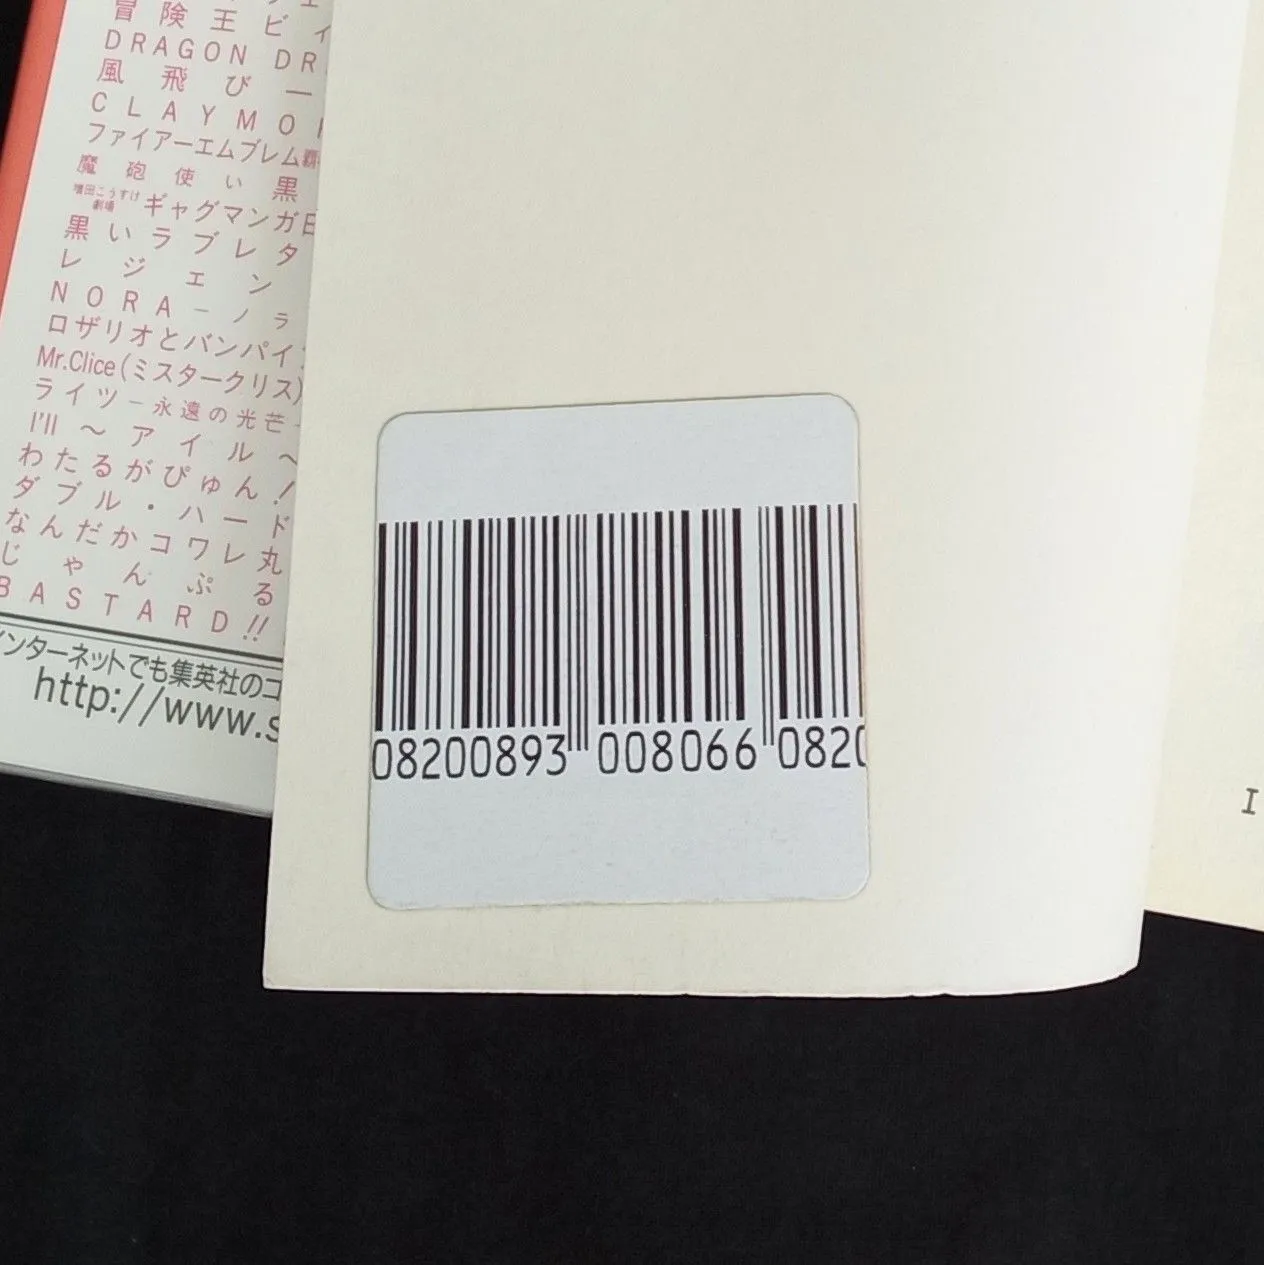 冒険王ビィ
DRAGON DR
風飛び一
CLAYMO
ファイアーエムブレム覇
魔砲使い黒
増田こうすけ劇場 ギャグマンガ日
黒いラブレタ
レジェン
NORA－ノラ
ロザリオとバンパイ
Mr.Clice(ミスタークリス)
ライツ－永遠の光芒－
I'll～アイル～
わたるがぴゅん!
ダブル・ハード
なんだかコワレ丸
じゃんぷる
BASTARD!!
インターネットでも集英社のコ
http://www.s
08200893 008066 0820
I